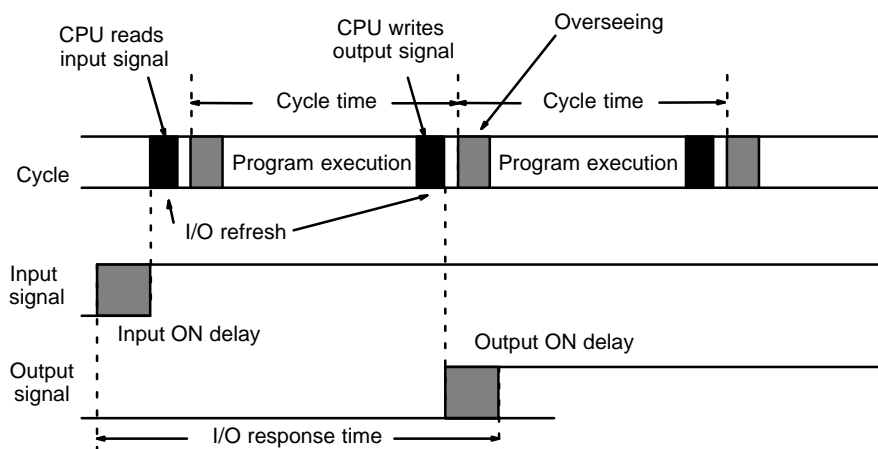 CPU reads
input signal
CPU writes
output signal
Overseeing
Cycle time
Cycle time
Cycle
Program execution
Program execution
I/O refresh
Input
signal
Input ON delay
Output ON delay
Output
signal
I/O response time